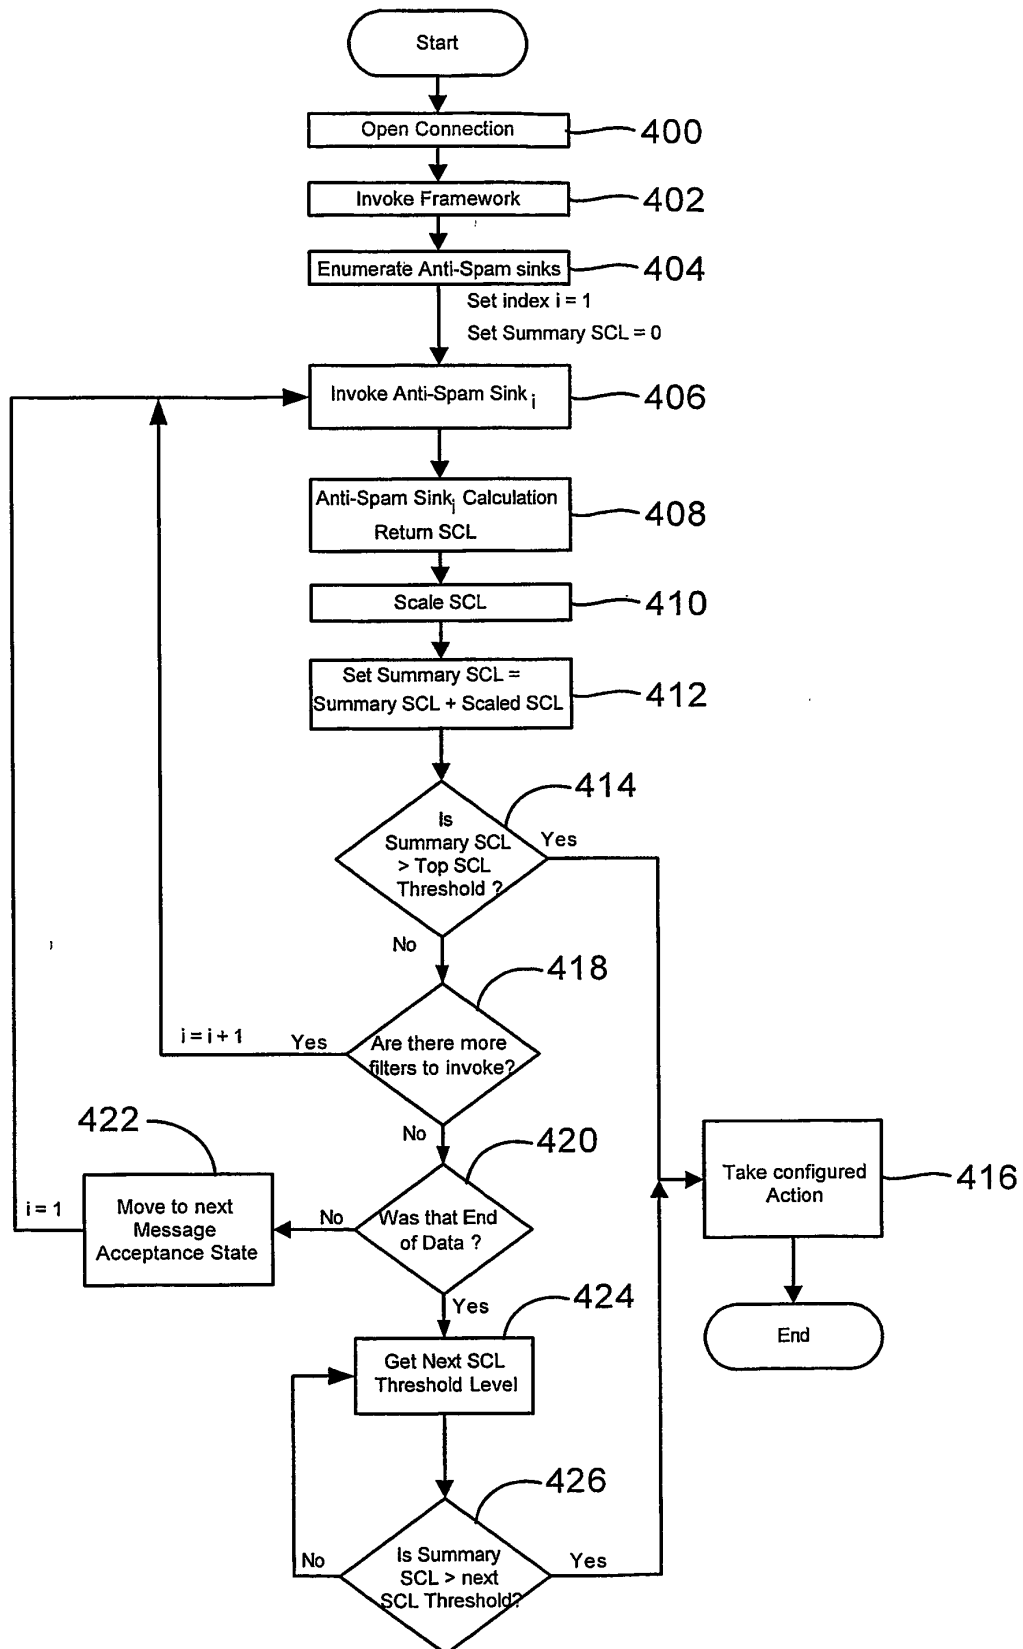 Start
Open Connection
400
Invoke Framework
402
Enumerate Anti-Spam sinks
404
Set index i = 1
Set Summary SCL = 0
Invoke Anti-Spam Sink i
406
Anti-Spam Sink i Calculation
Return SCL
408
Scale SCL
410
Set Summary SCL =
Summary SCL + Scaled SCL
412
414
Is
Summary SCL
> Top SCL
Threshold ?
Yes
No
418
Are there more
filters to invoke?
Yes
i = i + 1
No
420
422
Was that End
of Data ?
No
Move to next
Message
Acceptance State
i = 1
Take configured
Action
416
Yes
424
End
Get Next SCL
Threshold Level
426
Is Summary
SCL > next
SCL Threshold?
No
Yes